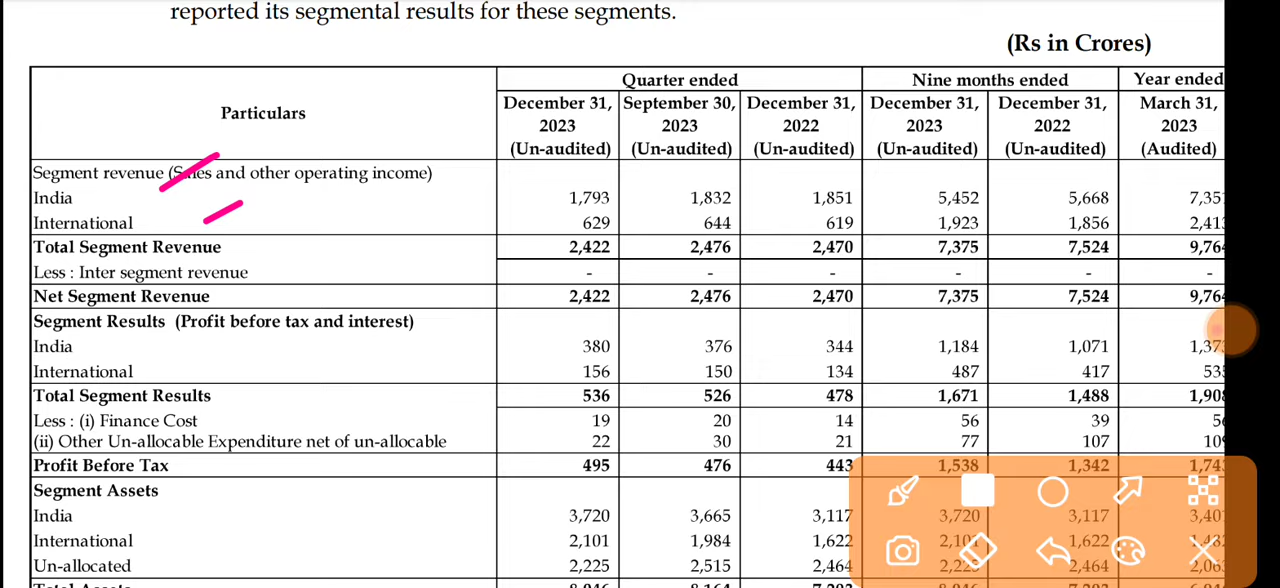 reported its segmental results for these segments.
(Rs in Crores)
Particulars Quarter ended Nine months ended Year ended
December 31, 2023 (Un-audited) September 30, 2023 (Un-audited) December 31, 2022 (Un-audited) December 31, 2023 (Un-audited) December 31, 2022 (Un-audited) March 31, 2023 (Audited)
Segment revenue (Sales and other operating income)
India 1,793 1,832 1,851 5,452 5,668 7,351
International 629 644 619 1,923 1,856 2,413
Total Segment Revenue 2,422 2,476 2,470 7,375 7,524 9,764
Less : Inter segment revenue - - - - - -
Net Segment Revenue 2,422 2,476 2,470 7,375 7,524 9,764
Segment Results (Profit before tax and interest)
India 380 376 344 1,184 1,071
International 156 150 134 487 417
Total Segment Results 536 526 478 1,671 1,488
Less : (i) Finance Cost 19 20 14 56 39
(ii) Other Un-allocable Expenditure net of un-allocable 22 30 21 77 107
Profit Before Tax 495 476 443 1,538 1,342
Segment Assets
India 3,720 3,665 3,117 3,720 3,117
International 2,101 1,984 1,622 2,101 1,622
Un-allocated 2,225 2,515 2,464 2,464